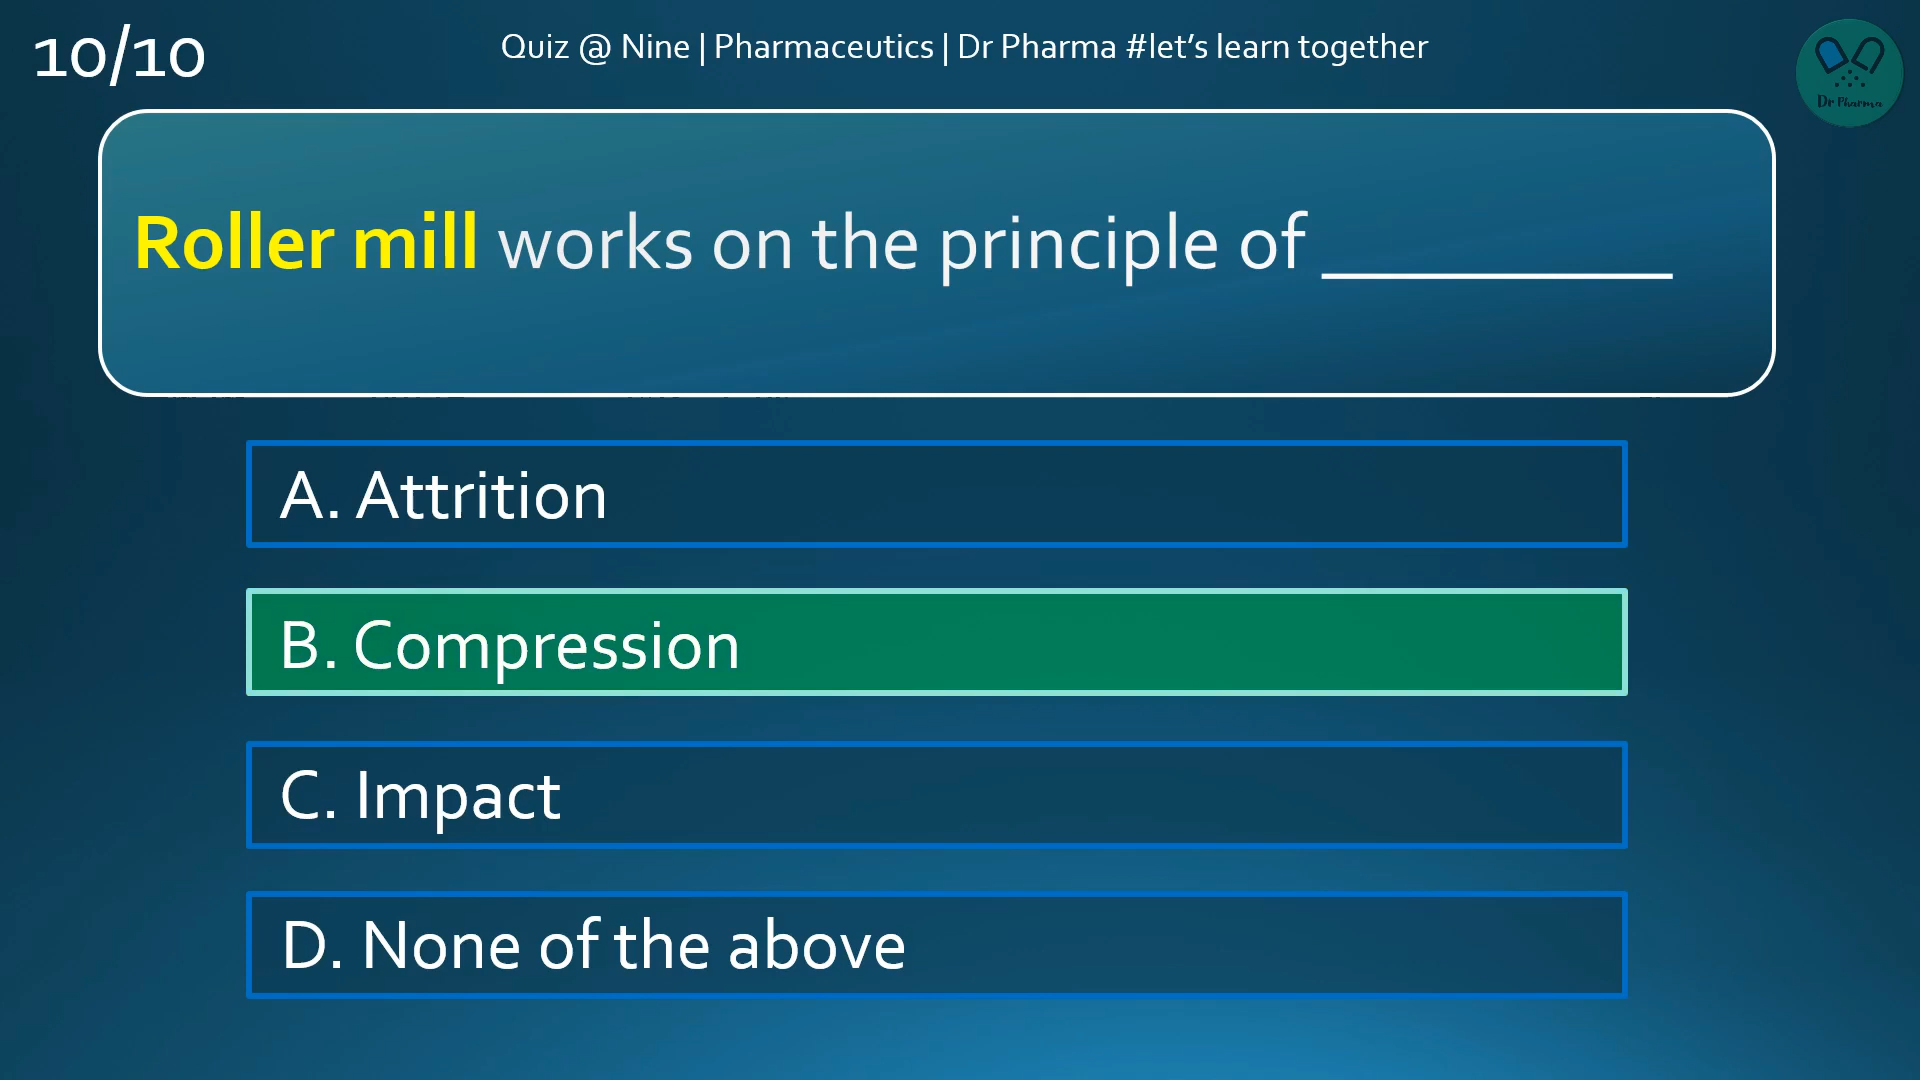 10/10
Quiz @ Nine | Pharmaceutics | Dr Pharma #let’s learn together
Dr Pharma
Roller mill works on the principle of __________
A. Attrition
B. Compression
C. Impact
D. None of the above